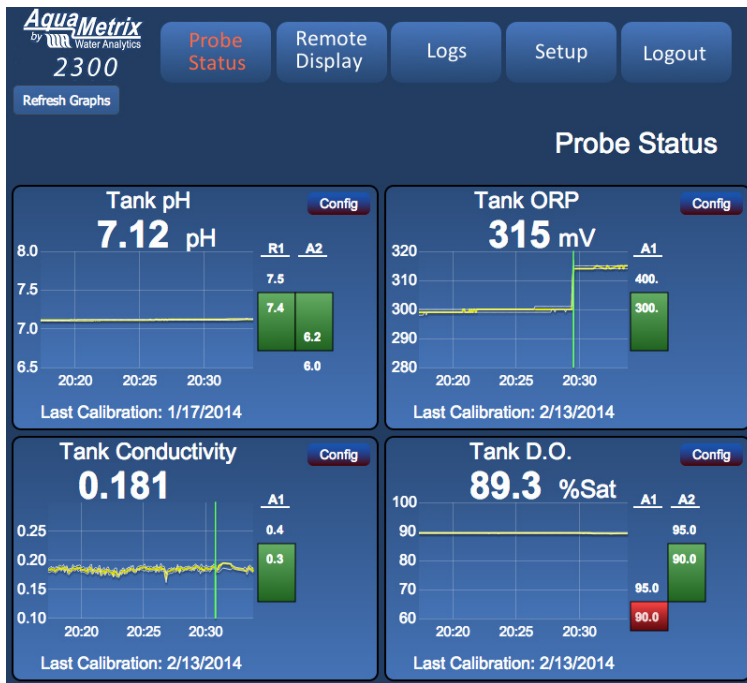 AquaMetrix
by WAI Water Analytics
2300
Probe Status
Remote Display
Logs
Setup
Logout
Refresh Graphs
Probe Status
Tank pH
Config
7.12 pH
R1 A2
8.0
7.5
7.0
6.5
7.5
7.4
6.2
6.0
20:20 20:25 20:30
Last Calibration: 1/17/2014
Tank ORP
Config
315 mV
A1
320
310
300
290
280
400.
300.
20:20 20:25 20:30
Last Calibration: 2/13/2014
Tank Conductivity
Config
0.181
A1
0.25
0.20
0.15
0.10
0.4
0.3
20:20 20:25 20:30
Last Calibration: 2/13/2014
Tank D.O.
Config
89.3 %Sat
A1 A2
100
90
80
70
60
95.0
90.0
95.0
90.0
20:20 20:25 20:30
Last Calibration: 2/13/2014